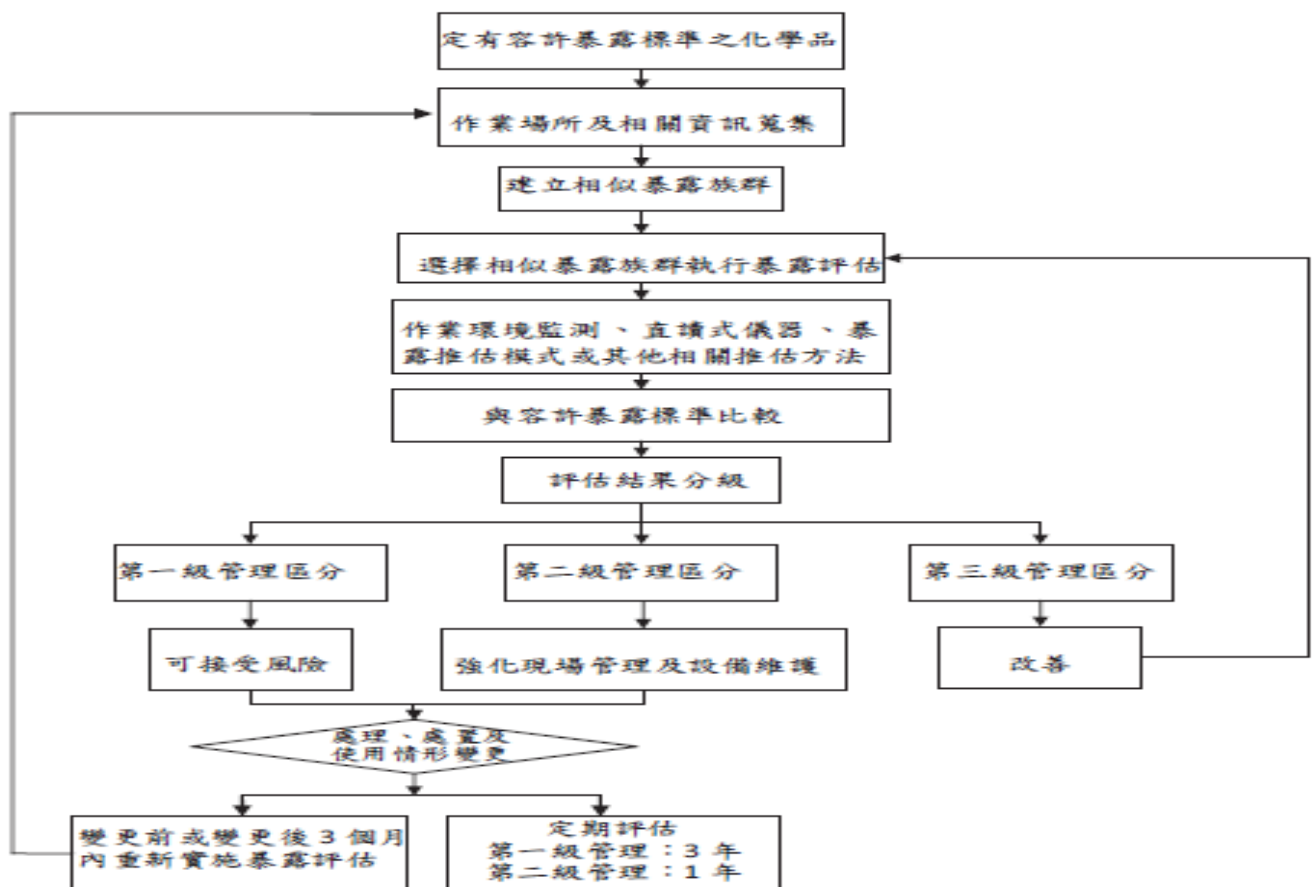 定有容許暴露標準之化學品
作業場所及相關資訊蒐集
建立相似暴露族群
選擇相似暴露族群執行暴露評估
作業環境監測、直讀式儀器、暴
露推估模式或其他相關推估方法
與容許暴露標準比較
評估結果分級
第一級管理區分
第二級管理區分
第三級管理區分
可接受風險
強化現場管理及設備維護
改善
處理、處置及
使用情形變更
變更前或變更後3個月
內重新實施暴露評估
定期評估
第一級管理:3年
第二級管理:1年